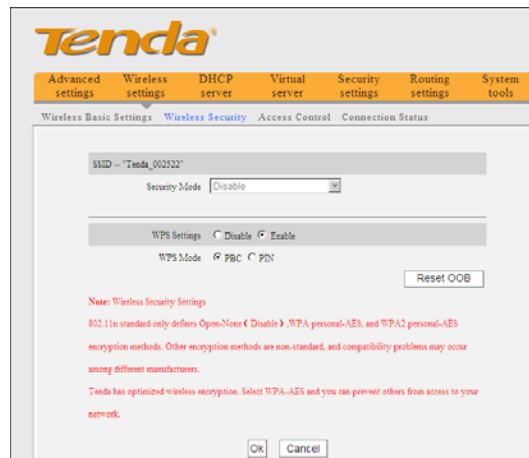 Tenda
Advanced settings Wireless settings DHCP server Virtual server Security settings Routing settings System tools
Wireless Basic Settings Wireless Security Access Control Connection Status
SSID -- "Tenda_002522"
Security Mode Disable
WPS Settings Disable Enable
WPS Mode PBC PIN
Reset OOB
Note: Wireless Security Settings
802.11n standard only defines Open-None ( Disable ) ,WPA personal-AES, and WPA2 personal-AES
encryption methods. Other encryption methods are non-standard, and compatibility problems may occur
among different manufacturers.
Tenda has optimized wireless encryption. Select WPA-AES and you can prevent others from access to your
network.
Ok Cancel